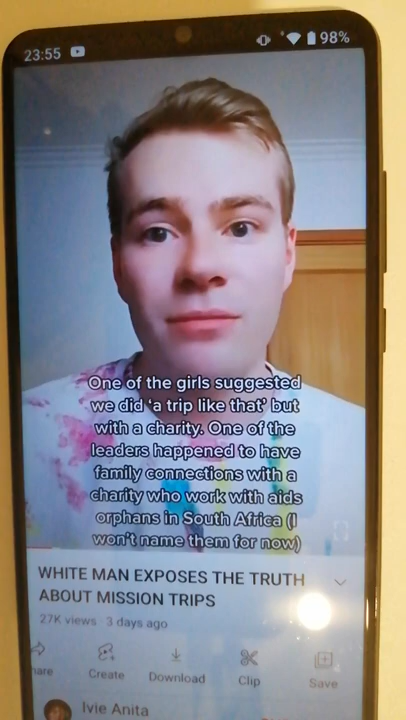 23:55
98%
One of the girls suggested
we did 'a trip like that' but
with a charity. One of the
leaders happened to have
family connections with a
charity who work with aids
orphans in South Africa (I
won't name them for now)
WHITE MAN EXPOSES THE TRUTH
ABOUT MISSION TRIPS
27K views · 3 days ago
hare
Create
Download
Clip
Save
Ivie Anita